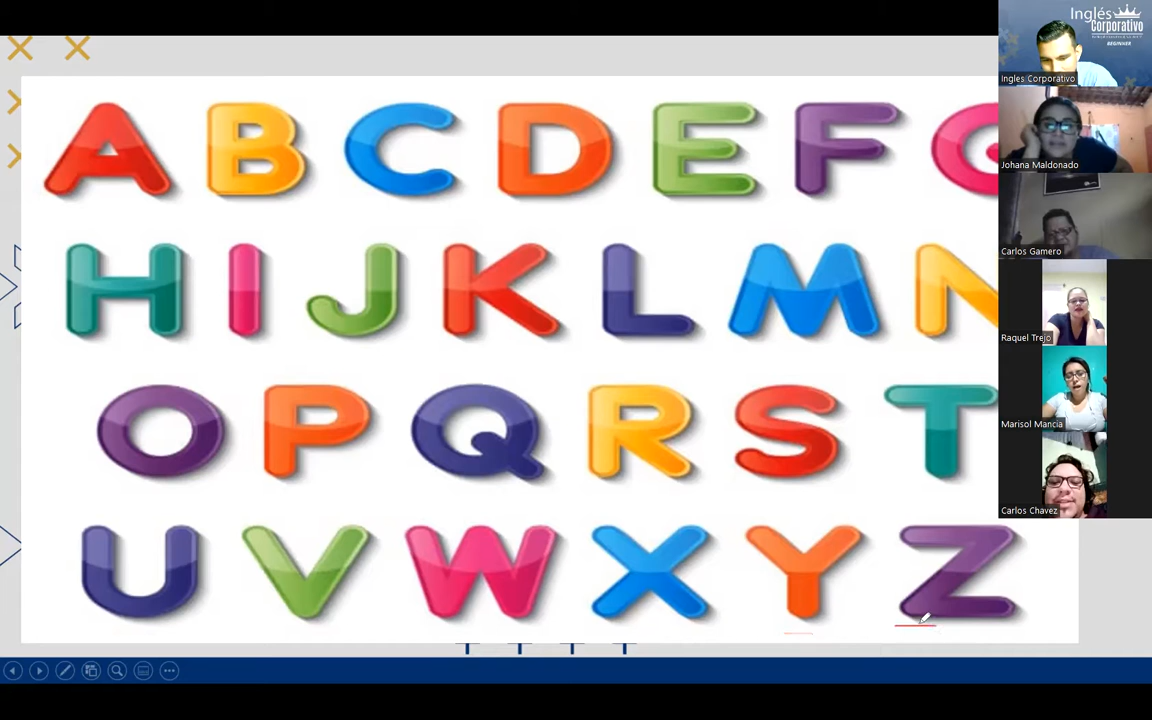 A B C D E F G
H I J K L M N
O P Q R S T
U V W X Y Z
Inglés
Corporativo
BEGINNER
Ingles Corporativo
Johana Maldonado
Carlos Gamero
Raquel Trejo
Marisol Mancia
Carlos Chavez